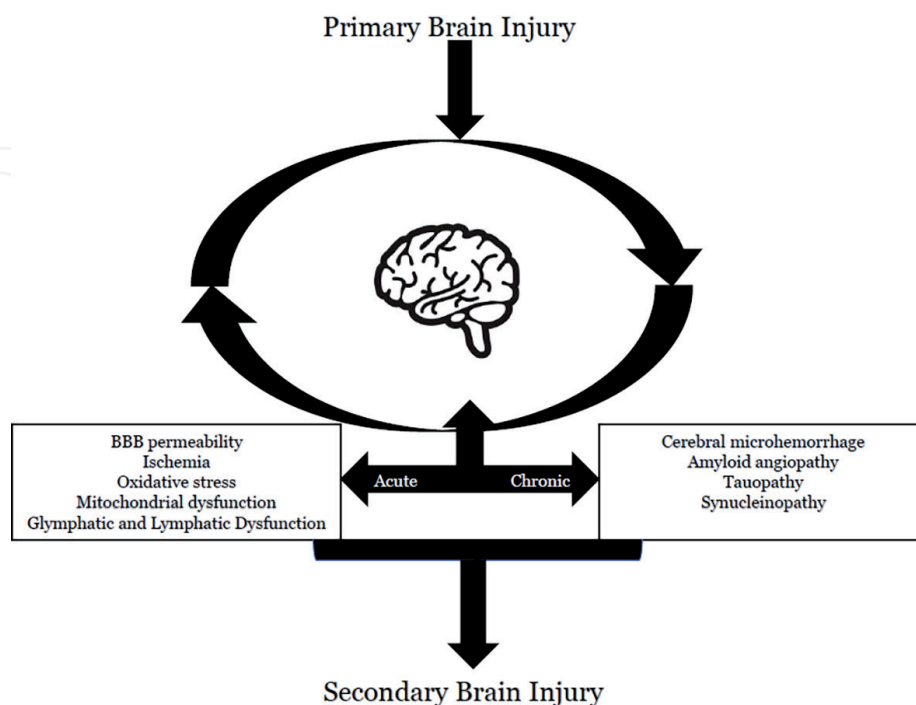 Primary Brain Injury
BBB permeability
Ischemia
Oxidative stress
Mitochondrial dysfunction
Glymphatic and Lymphatic Dysfunction
Acute
Chronic
Cerebral microhemorrhage
Amyloid angiopathy
Tauopathy
Synucleinopathy
Secondary Brain Injury